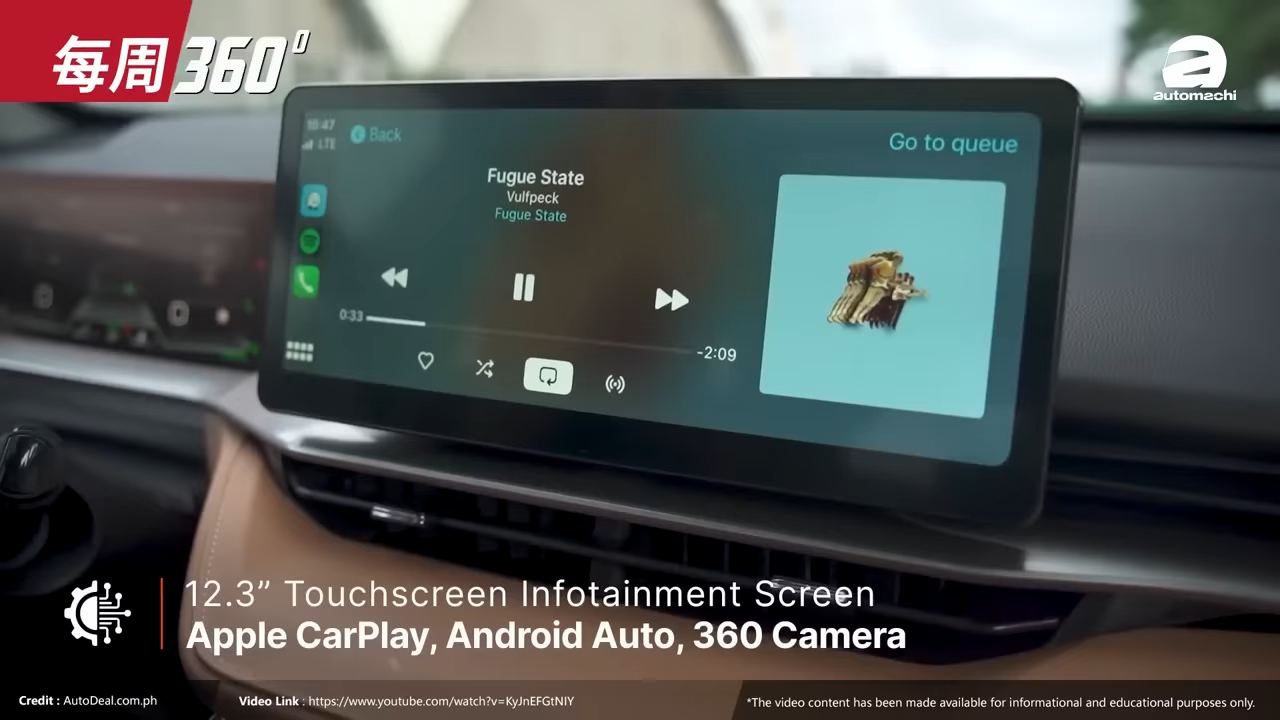 每周360°
automachi
10:47
LTE
Back
Go to queue
Fugue State
Vulfpeck
Fugue State
0:33
-2:09
12.3” Touchscreen Infotainment Screen
Apple CarPlay, Android Auto, 360 Camera
Credit : AutoDeal.com.ph
Video Link : https://www.youtube.com/watch?v=KyJnEFGtNIY
*The video content has been made available for informational and educational purposes only.